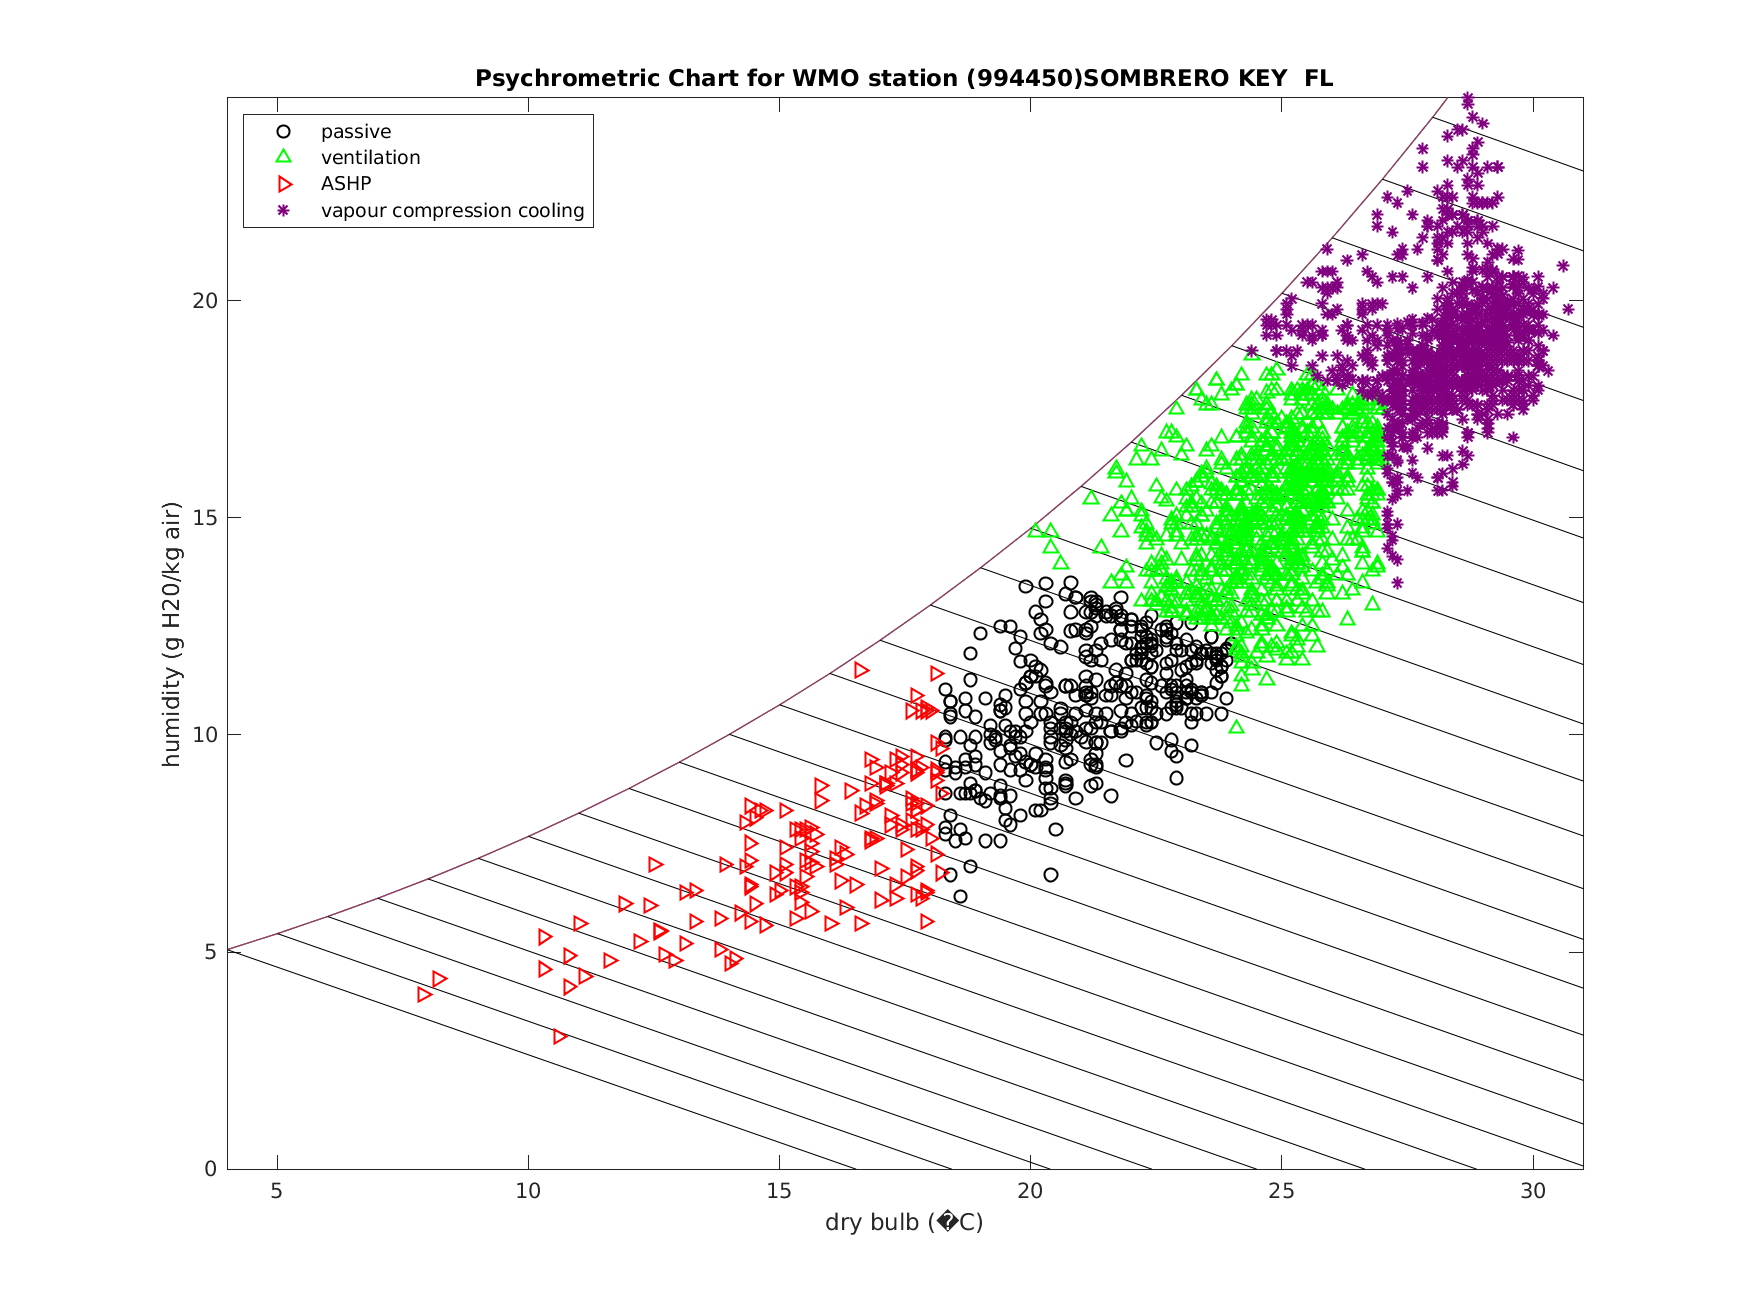 Psychrometric Chart for WMO station (994450)SOMBRERO KEY  FL
passive
ventilation
ASHP
vapour compression cooling
humidity (g H20/kg air)
20
15
10
5
0
5
10
15
20
25
30
dry bulb (�C)